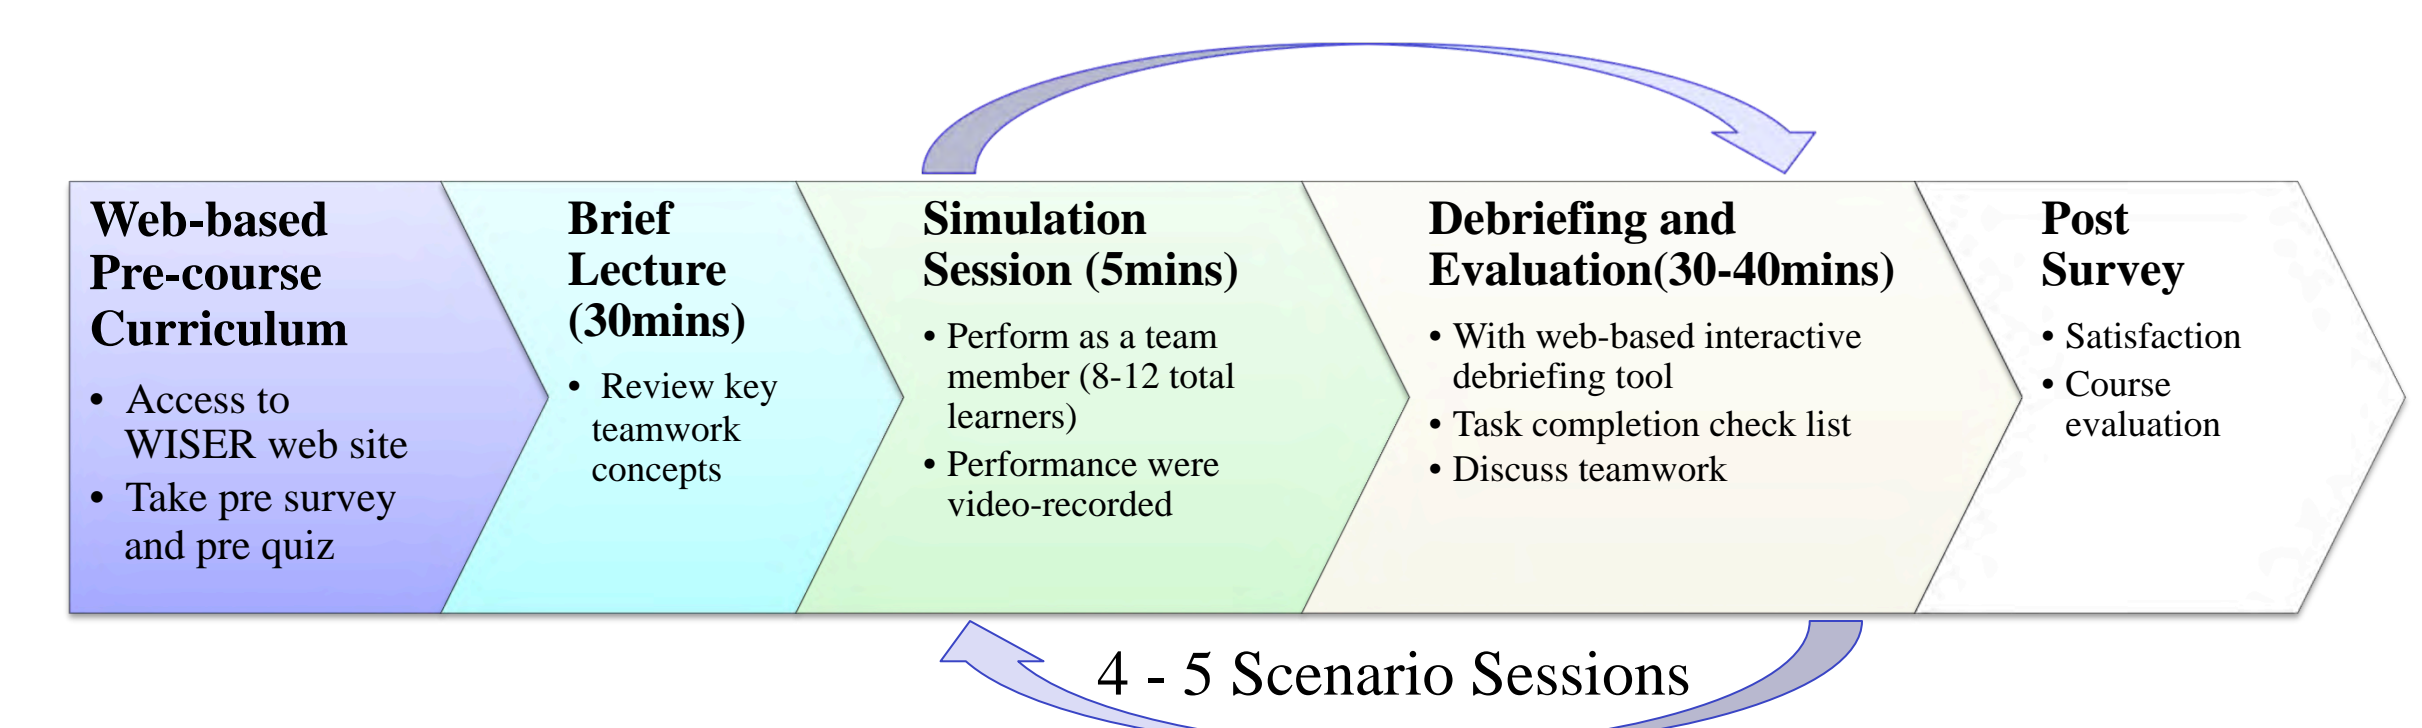 Web-based
Pre-course
Curriculum
• Access to
WISER web site
• Take pre survey
and pre quiz
Brief
Lecture
(30mins)
• Review key
teamwork
concepts
Simulation
Session (5mins)
• Perform as a team
member (8-12 total
learners)
• Performance were
video-recorded
Debriefing and
Evaluation(30-40mins)
• With web-based interactive
debriefing tool
• Task completion check list
• Discuss teamwork
Post
Survey
• Satisfaction
• Course
evaluation
4 - 5 Scenario Sessions